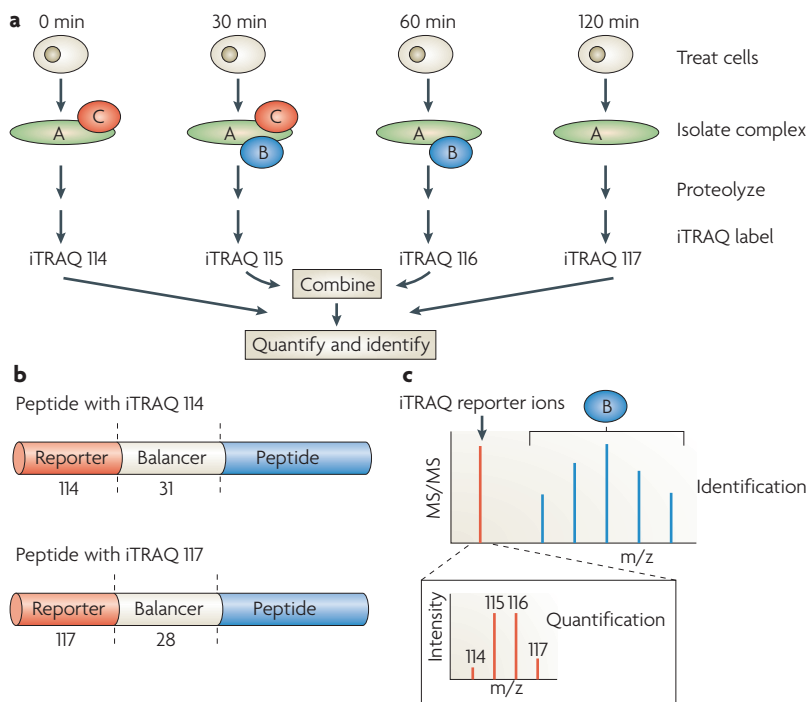 a
0 min 30 min 60 min 120 min
Treat cells
C C
A A A A
B B
Isolate complex
Proteolyze
iTRAQ label
iTRAQ 114 iTRAQ 115 iTRAQ 116 iTRAQ 117
Combine
Quantify and identify
b
Peptide with iTRAQ 114
Reporter Balancer Peptide
114 31
Peptide with iTRAQ 117
Reporter Balancer Peptide
117 28
c
iTRAQ reporter ions
B
MS/MS
Identification
m/z
115 116
Quantification
114 117
Intensity
m/z